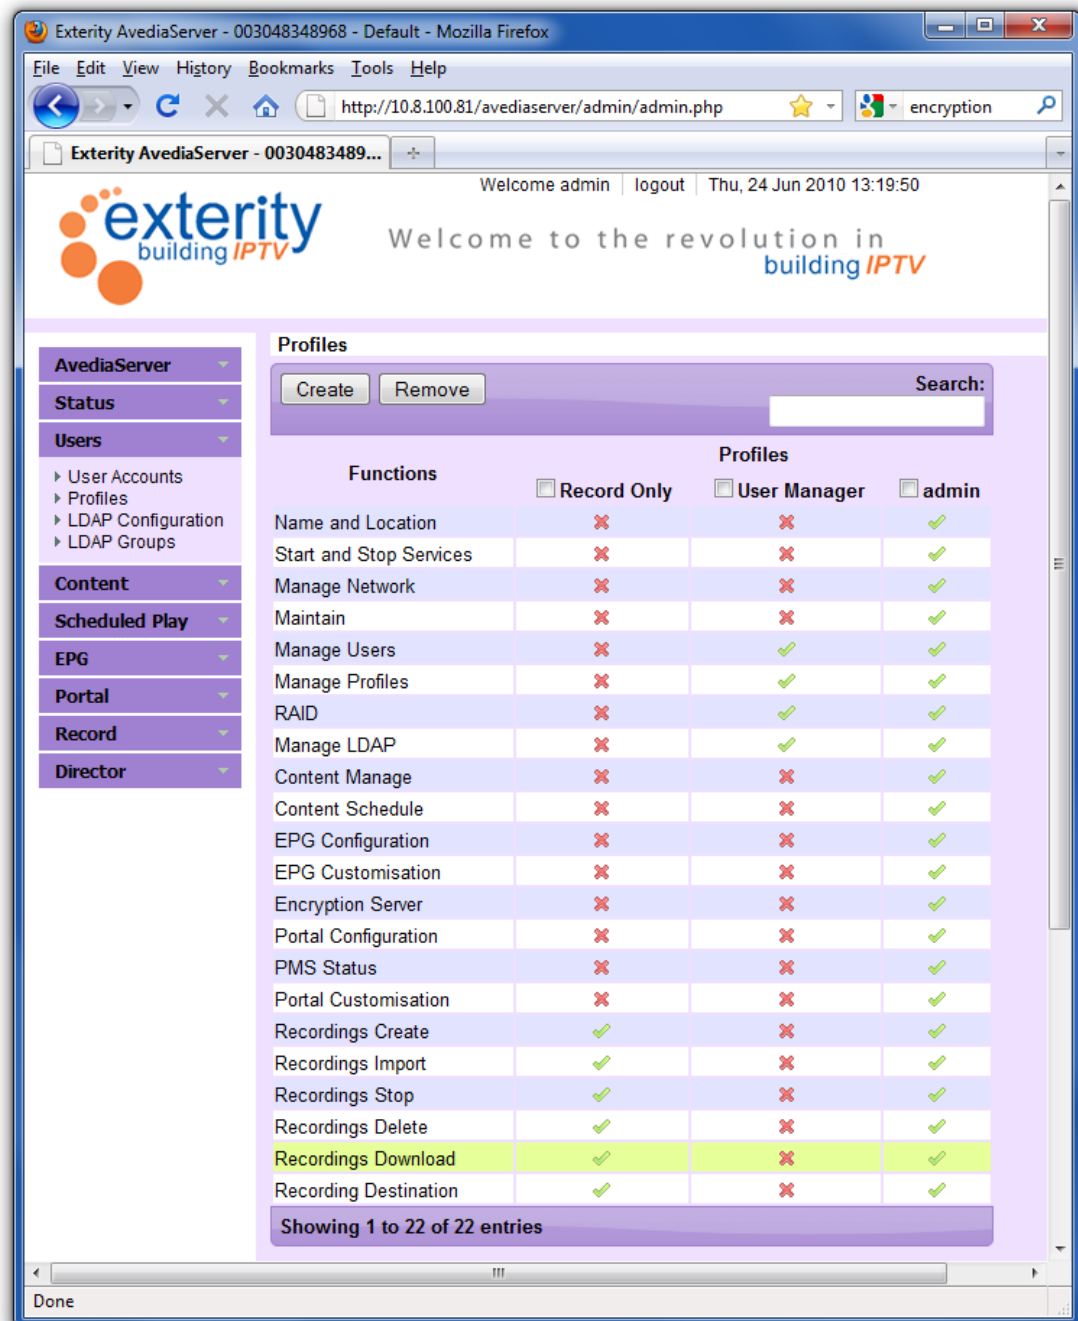 Exterity AvediaServer - 003048348968 - Default - Mozilla Firefox
File Edit View History Bookmarks Tools Help
http://10.8.100.81/avediaserver/admin/admin.php encryption
Exterity AvediaServer - 0030483489...
Welcome admin logout Thu, 24 Jun 2010 13:19:50
exterity
building IPTV
Welcome to the revolution in
building IPTV
AvediaServer
Status
Users
User Accounts
Profiles
LDAP Configuration
LDAP Groups
Content
Scheduled Play
EPG
Portal
Record
Director
Profiles
Create Remove Search:
Functions Profiles
Record Only User Manager admin
Name and Location
Start and Stop Services
Manage Network
Maintain
Manage Users
Manage Profiles
RAID
Manage LDAP
Content Manage
Content Schedule
EPG Configuration
EPG Customisation
Encryption Server
Portal Configuration
PMS Status
Portal Customisation
Recordings Create
Recordings Import
Recordings Stop
Recordings Delete
Recordings Download
Recording Destination
Showing 1 to 22 of 22 entries
Done